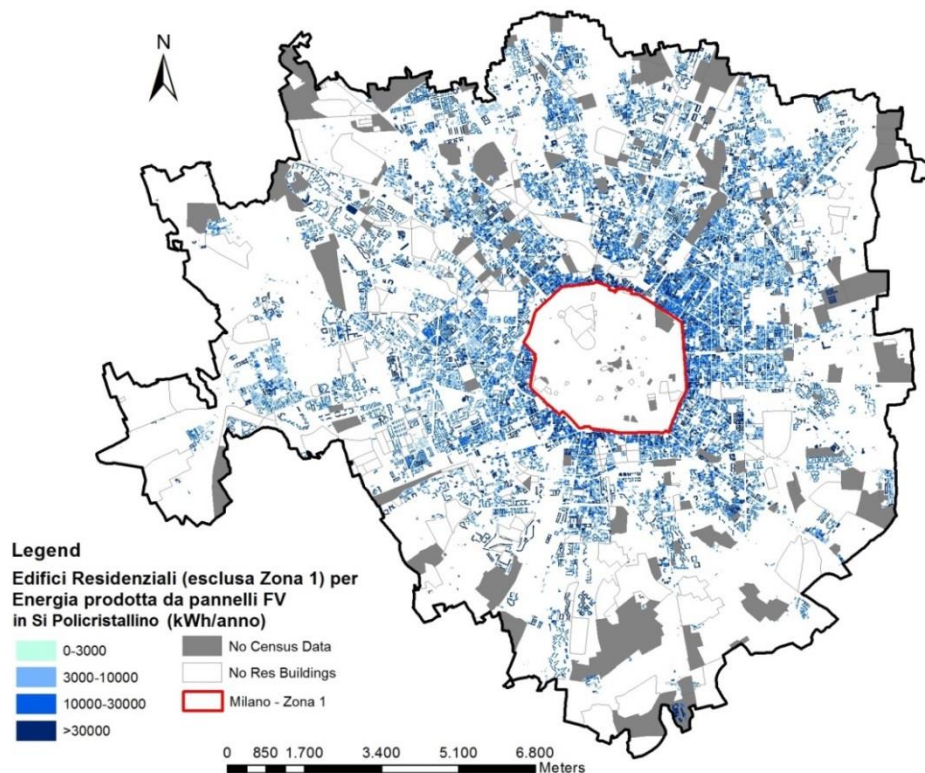 N
Legend
Edifici Residenziali (esclusa Zona 1) per
Energia prodotta da pannelli FV
in Si Policristallino (kWh/anno)
0-3000
3000-10000
10000-30000
>30000
No Census Data
No Res Buildings
Milano - Zona 1
0 850 1.700 3.400 5.100 6.800
Meters